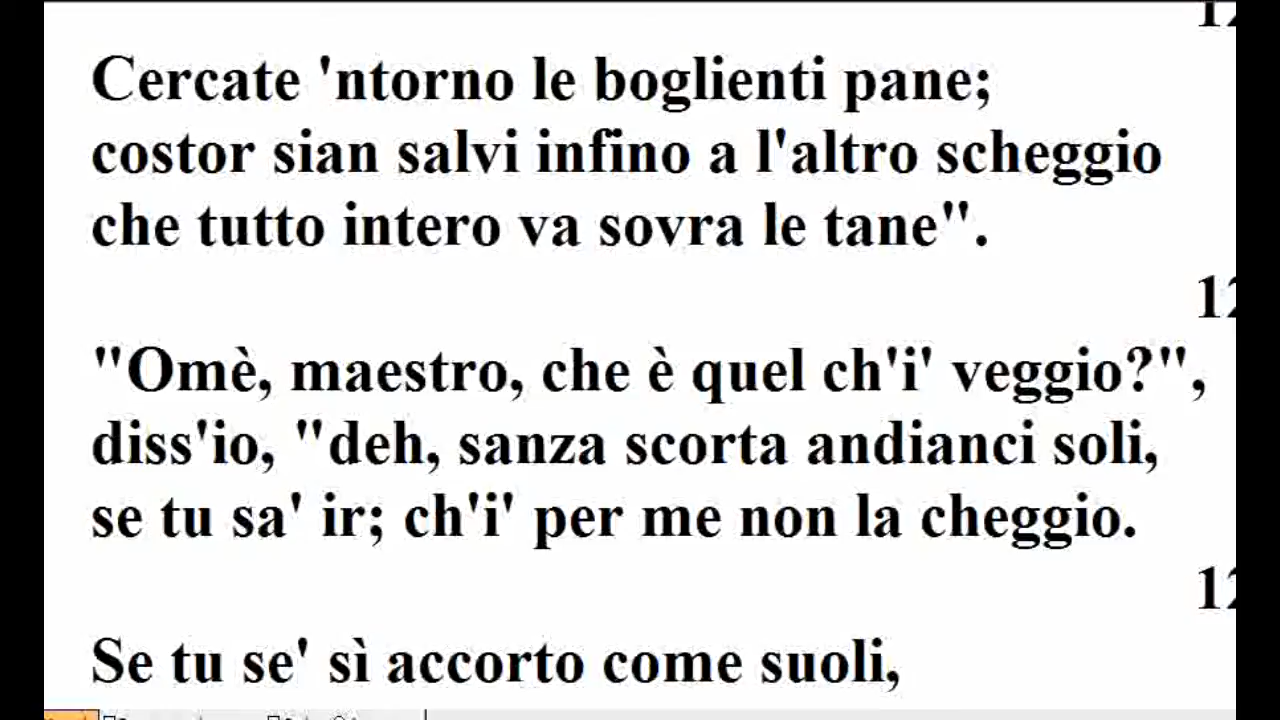 Cercate 'ntorno le boglienti pane;
costor sian salvi infino a l'altro scheggio
che tutto intero va sovra le tane".
"Omè, maestro, che è quel ch'i' veggio?",
diss'io, "deh, sanza scorta andianci soli,
se tu sa' ir; ch'i' per me non la cheggio.
Se tu se' sì accorto come suoli,